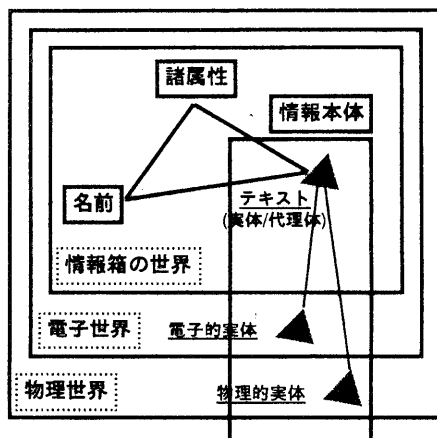 諸属性
情報本体
名前
テキスト
(実体/代理体)
情報箱の世界
電子世界
電子的実体
物理世界
物理的実体